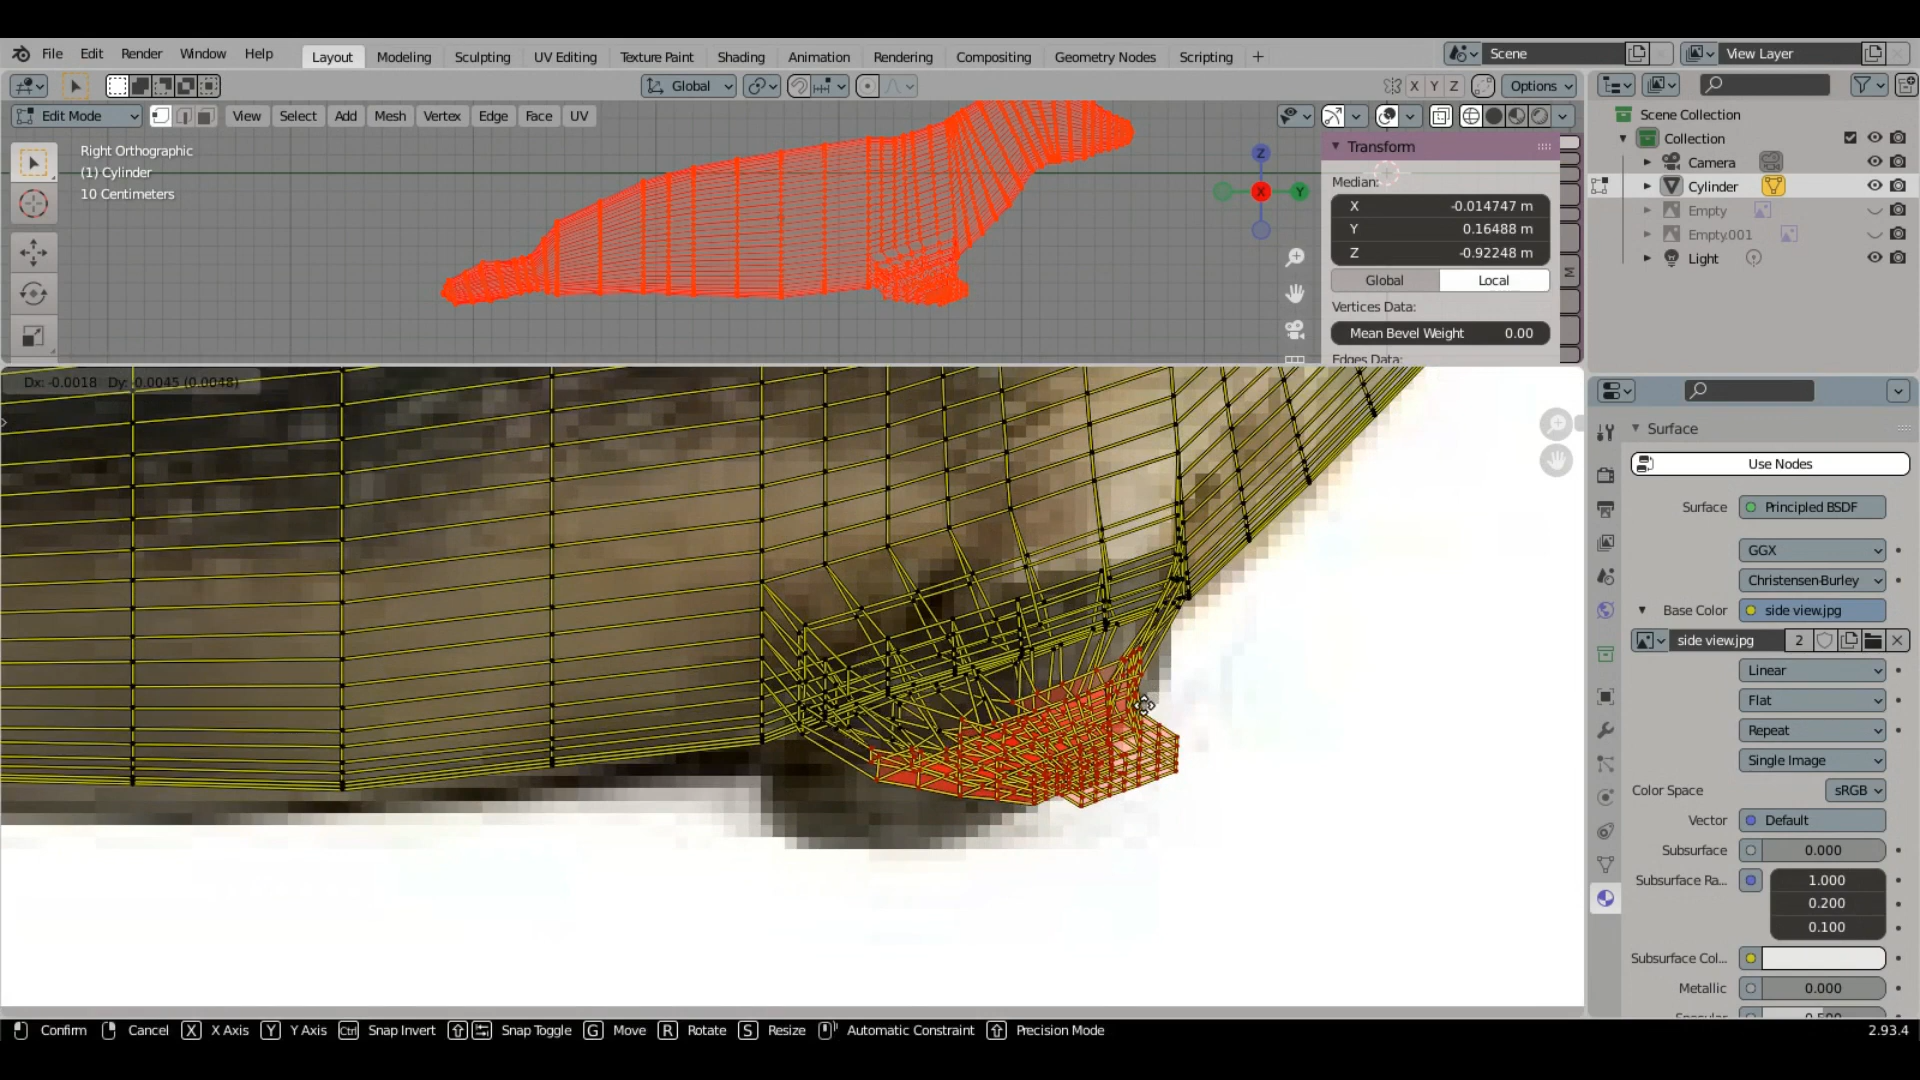 File Edit Render Window Help Layout Modeling Sculpting UV Editing Texture Paint Shading Animation Rendering Compositing Geometry Nodes Scripting + Scene View Layer
Global X Y Z Options
Edit Mode View Select Add Mesh Vertex Edge Face UV
Right Orthographic
(1) Cylinder
10 Centimeters
Z
X
Y
Transform
Median:
X -0.014747 m
Y 0.16488 m
Z -0.92248 m
Global Local
Vertices Data:
Mean Bevel Weight 0.00
Edges Data:
Scene Collection
Collection
Camera
Cylinder
Empty
Empty.001
Light
Dx: -0.0018 Dy: -0.0045 (0.0048)
Surface
Use Nodes
Surface Principled BSDF
GGX
Christensen-Burley
Base Color side view.jpg
side view.jpg 2
Linear
Flat
Repeat
Single Image
Color Space sRGB
Vector Default
Subsurface 0.000
Subsurface Ra... 1.000
0.200
0.100
Subsurface Col...
Metallic 0.000
Confirm Cancel X X Axis Y Y Axis Ctrl Snap Invert Snap Toggle G Move R Rotate S Resize Automatic Constraint Precision Mode 2.93.4